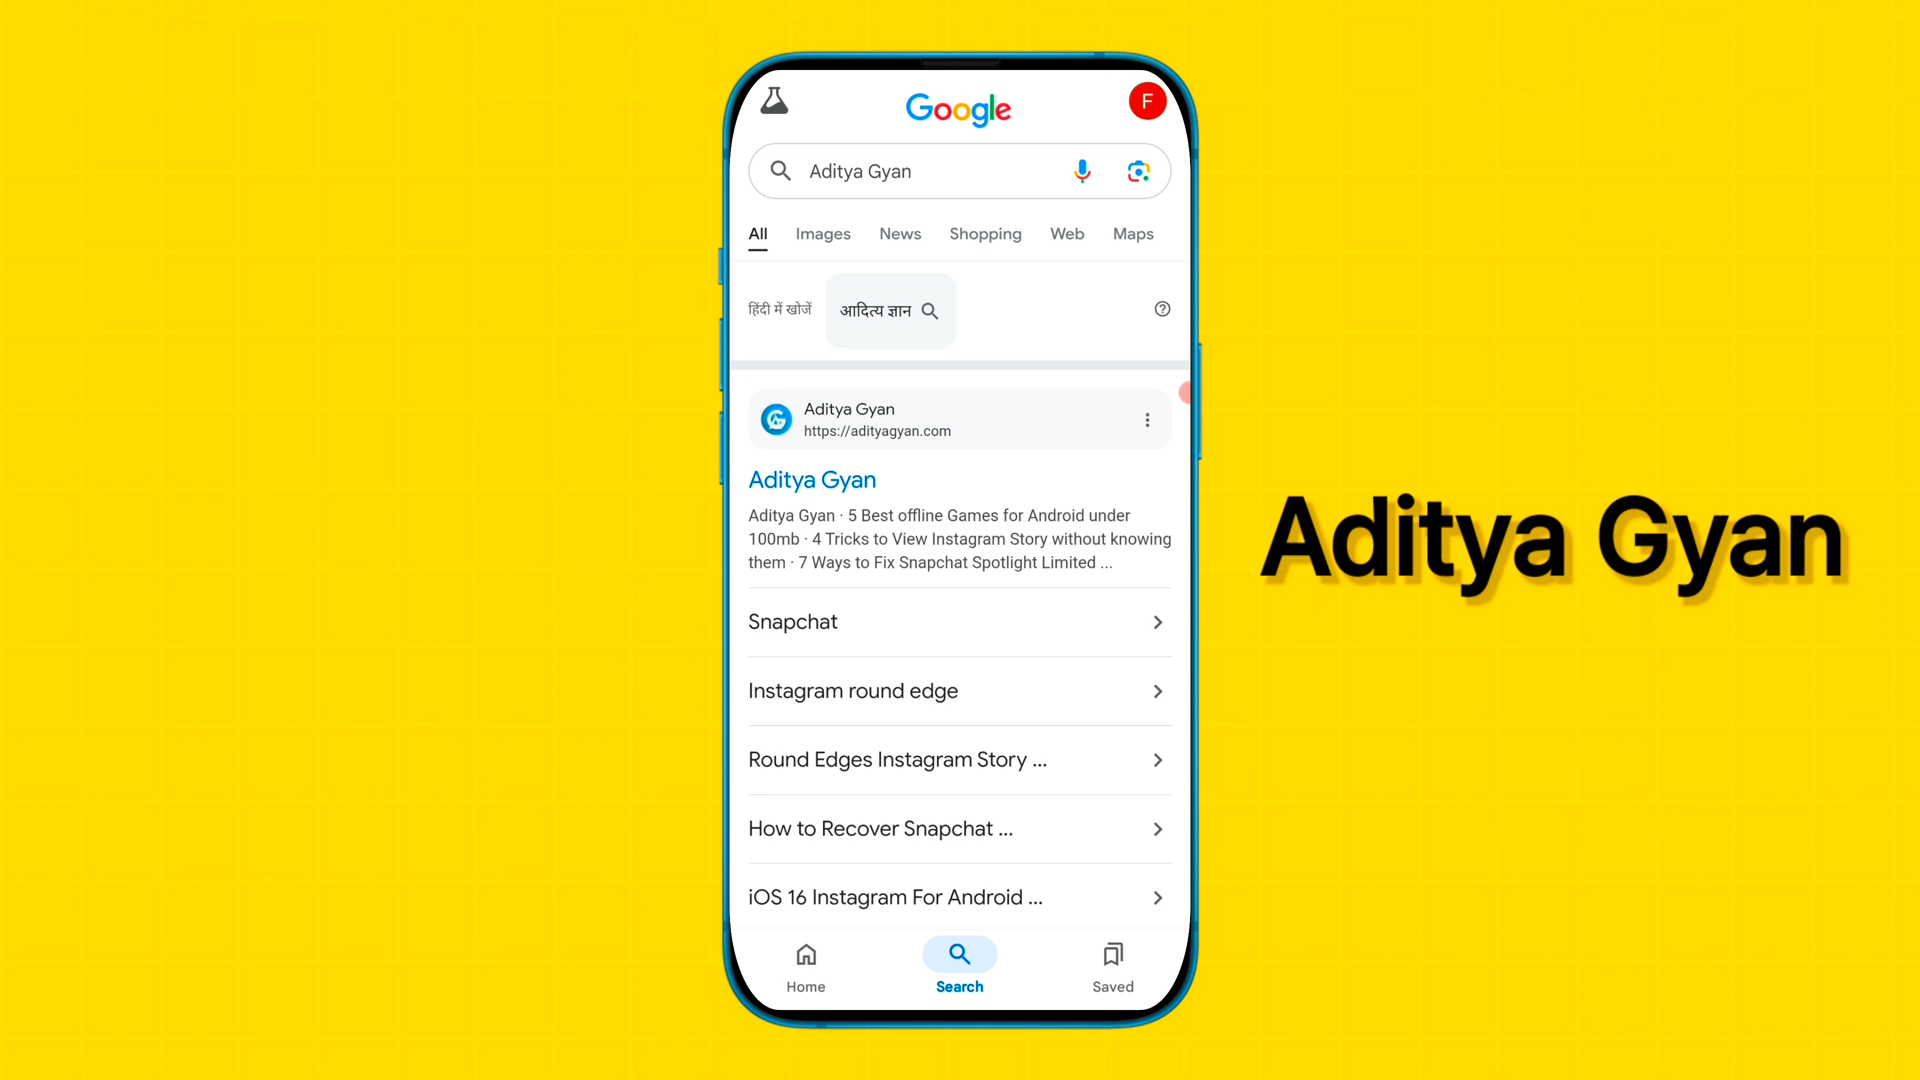 Google
F
Aditya Gyan
All Images News Shopping Web Maps
हिंदी में खोजें
आदित्य ज्ञान
Aditya Gyan
https://adityagyan.com
Aditya Gyan
Aditya Gyan · 5 Best offline Games for Android under
100mb · 4 Tricks to View Instagram Story without knowing
them · 7 Ways to Fix Snapchat Spotlight Limited ...
Snapchat
Instagram round edge
Round Edges Instagram Story ...
How to Recover Snapchat ...
iOS 16 Instagram For Android ...
Home Search Saved
Aditya Gyan